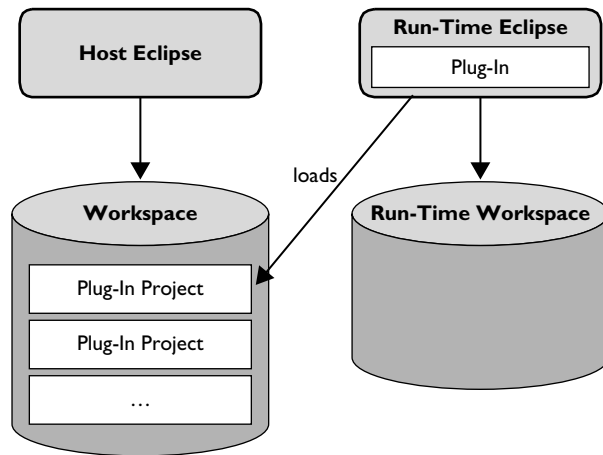 Host Eclipse
Run-Time Eclipse
Plug-In
loads
Workspace
Run-Time Workspace
Plug-In Project
Plug-In Project
…